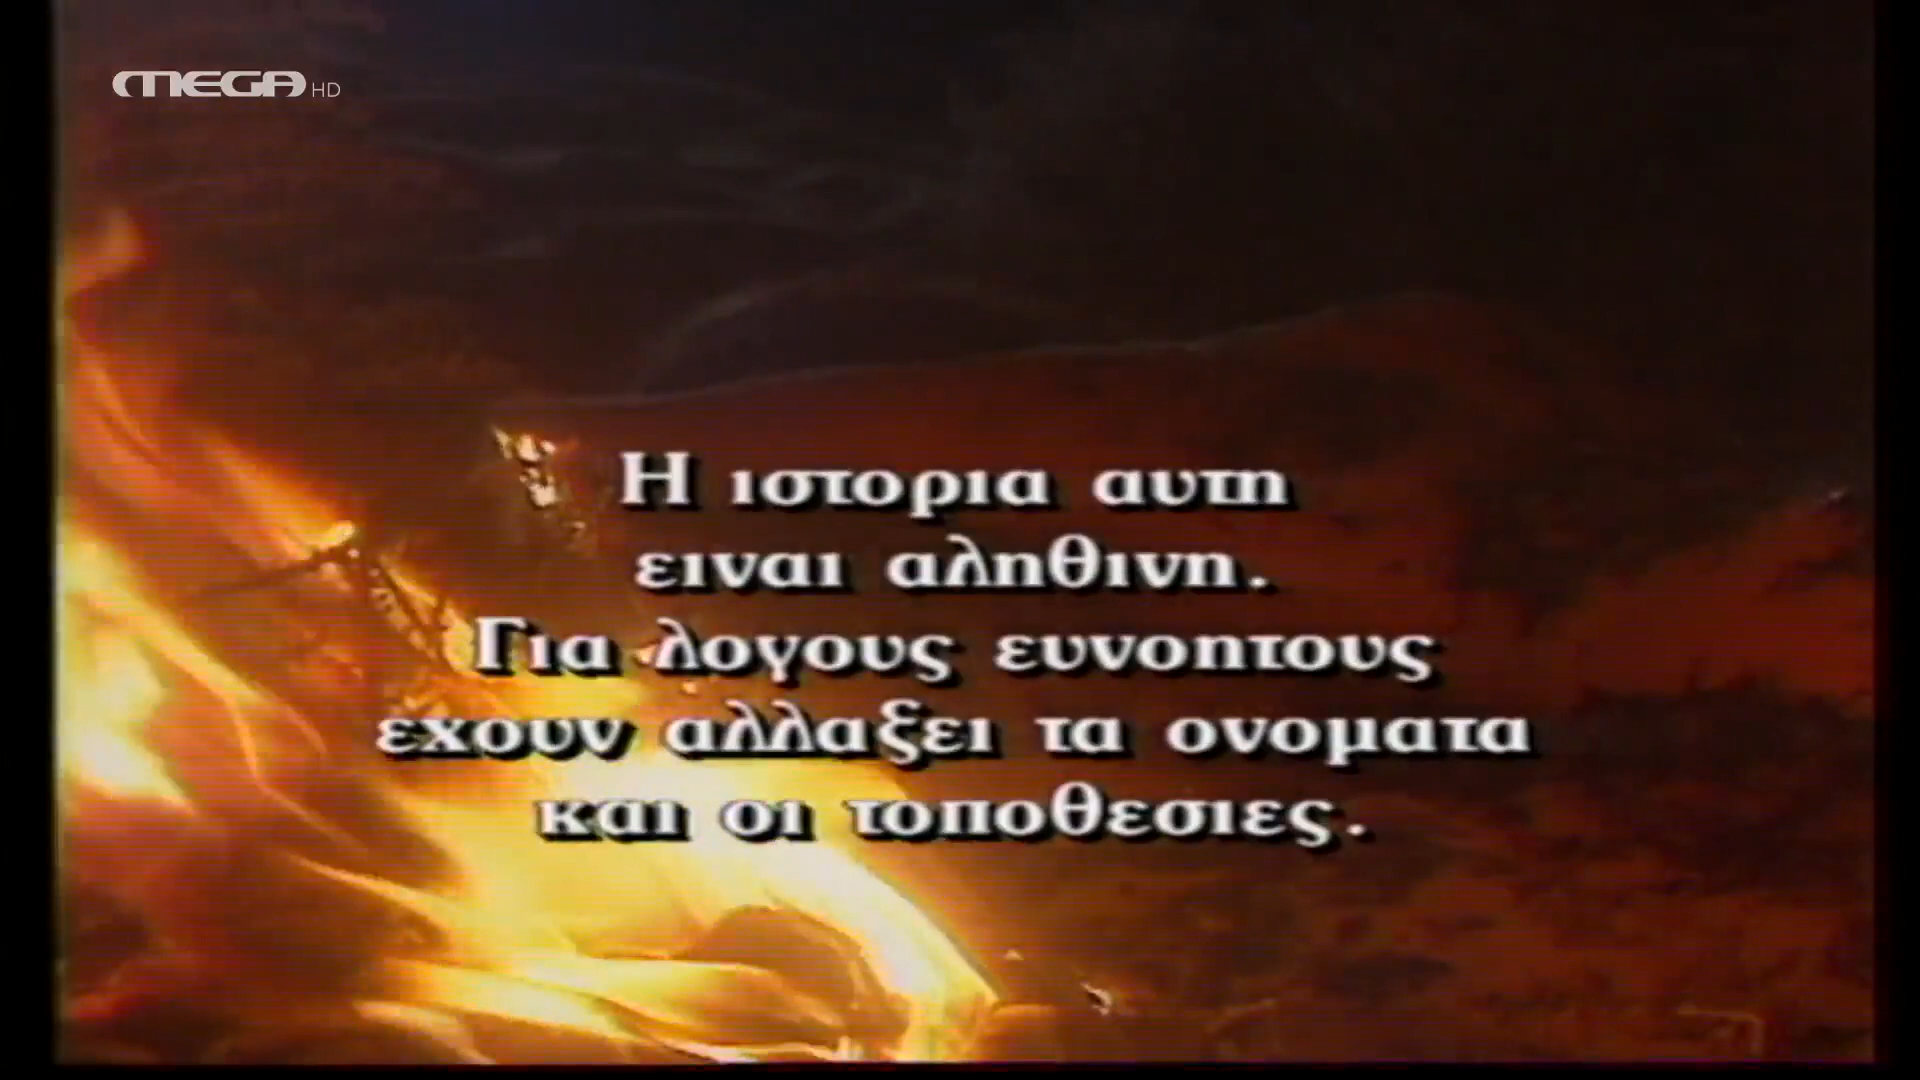 MEGA HD
Η ιστορια αυτη
ειναι αληθινη.
Για λογους ευνοητους
εχουν αλλαξει τα ονοματα
και οι τοποθεσιες.